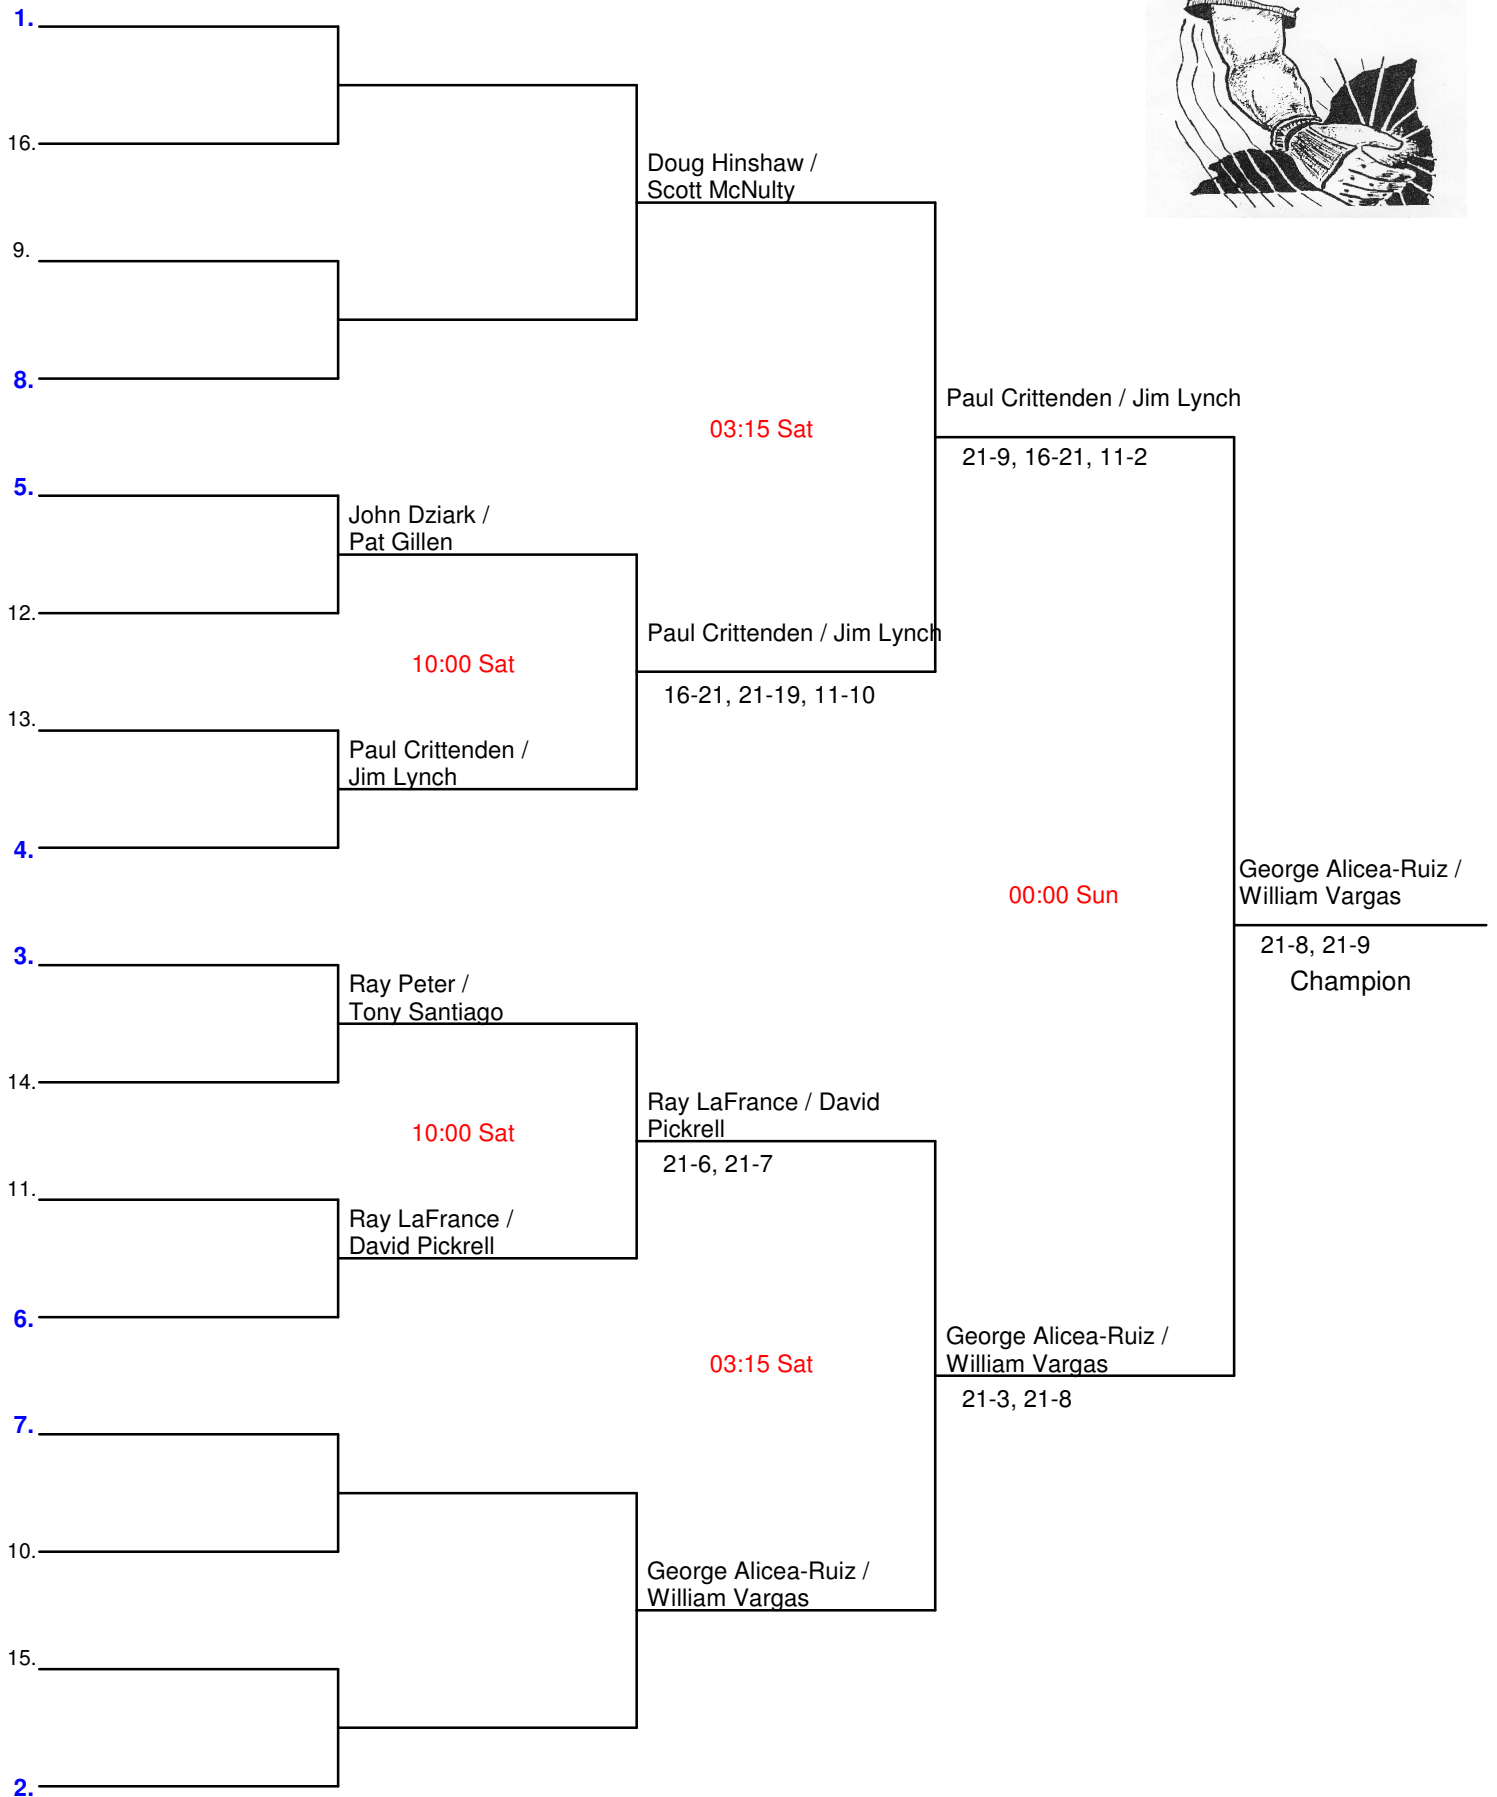 1.
16.
Doug Hinshaw /
Scott McNulty
9.
8.
Paul Crittenden / Jim Lynch
03:15 Sat
21-9, 16-21, 11-2
5.
John Dziark /
Pat Gillen
12.
Paul Crittenden / Jim Lynch
10:00 Sat
16-21, 21-19, 11-10
13.
Paul Crittenden /
Jim Lynch
4.
George Alicea-Ruiz /
William Vargas
00:00 Sun
21-8, 21-9
Champion
3.
Ray Peter /
Tony Santiago
14.
Ray LaFrance / David
Pickrell
10:00 Sat
21-6, 21-7
11.
Ray LaFrance /
David Pickrell
6.
George Alicea-Ruiz /
William Vargas
03:15 Sat
21-3, 21-8
7.
10.
George Alicea-Ruiz /
William Vargas
15.
2.